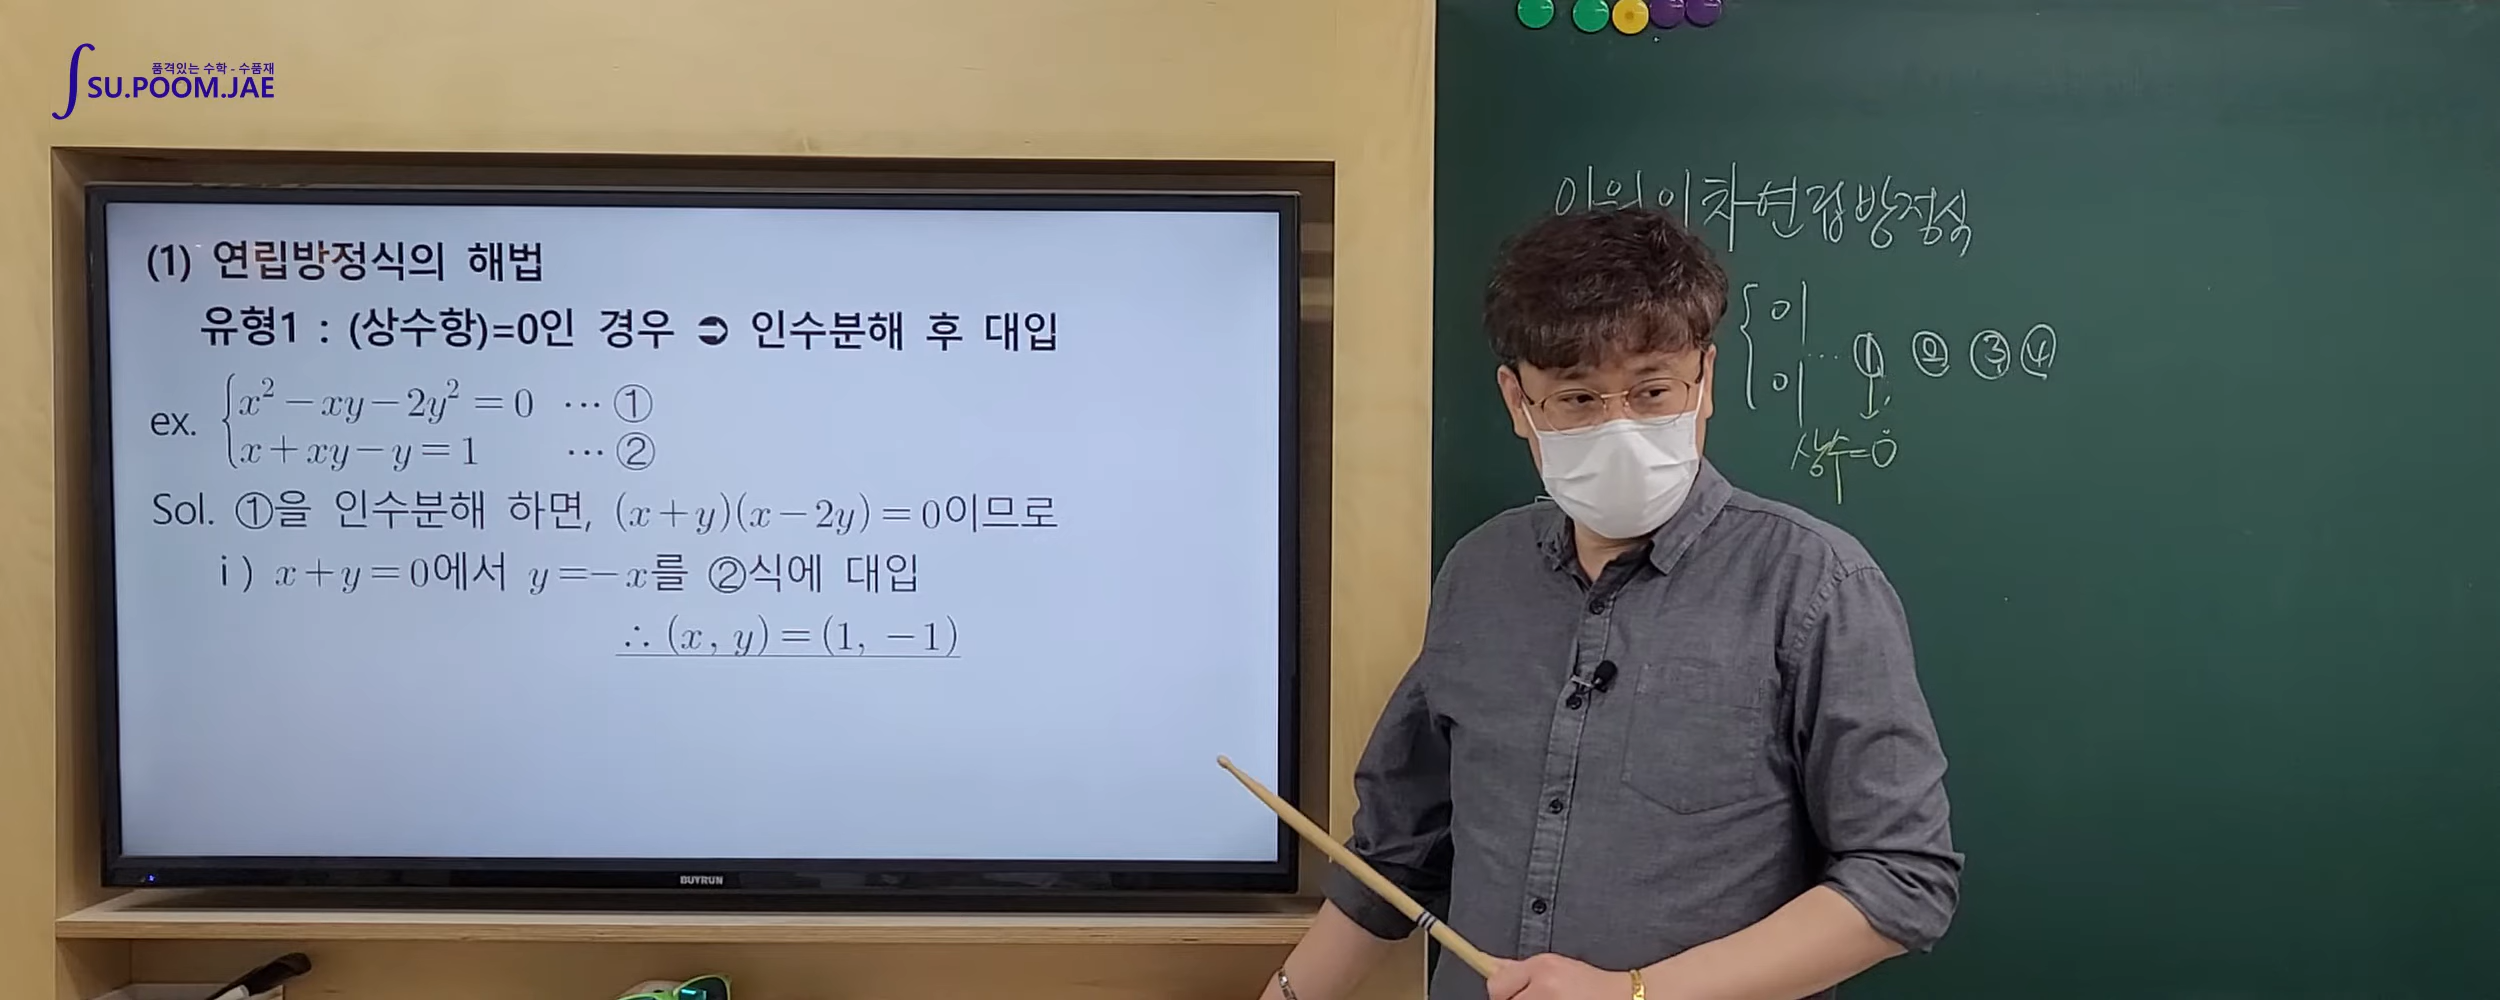 품격있는 수학 - 수품재
SU.POOM.JAE
(1) 연립방정식의 해법
유형1 : (상수항)=0인 경우 ➲ 인수분해 후 대입
ex. { x² − xy − 2y² = 0 ⋯ ①
x + xy − y = 1 ⋯ ②
Sol. ①을 인수분해 하면, (x+y)(x−2y)=0이므로
i) x+y=0에서 y=−x를 ②식에 대입
∴ (x, y)=(1, −1)
BUYRUN
이원이차연립방정식
{ 이
이 ⋯ ① ② ③ ④
상수=0